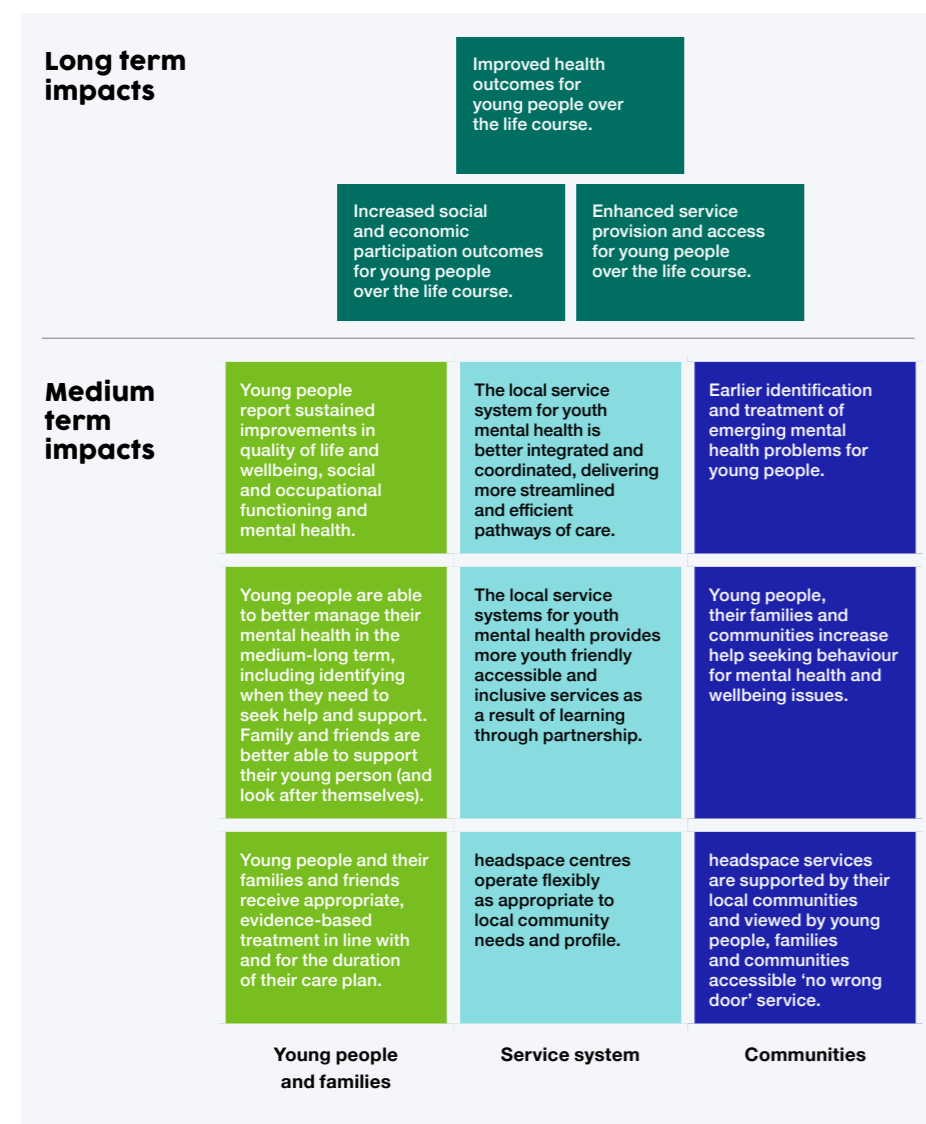 Long term
impacts
Improved health
outcomes for
young people over
the life course.
Increased social
and economic
participation outcomes
for young people
over the life course.
Enhanced service
provision and access
for young people
over the life course.
Medium
term
impacts
Young people
report sustained
improvements in
quality of life and
wellbeing, social
and occupational
functioning and
mental health.
The local service
system for youth
mental health is
better integrated and
coordinated, delivering
more streamlined
and efficient
pathways of care.
Earlier identification
and treatment of
emerging mental
health problems for
young people.
Young people are able
to better manage their
mental health in the
medium-long term,
including identifying
when they need to
seek help and support.
Family and friends are
better able to support
their young person (and
look after themselves).
The local service
systems for youth
mental health provides
more youth friendly
accessible and
inclusive services as
a result of learning
through partnership.
Young people,
their families and
communities increase
help seeking behaviour
for mental health and
wellbeing issues.
Young people and their
families and friends
receive appropriate,
evidence-based
treatment in line with
and for the duration
of their care plan.
headspace centres
operate flexibly
as appropriate to
local community
needs and profile.
headspace services
are supported by their
local communities
and viewed by young
people, families
and communities
accessible ‘no wrong
door’ service.
Young people
and families
Service system
Communities